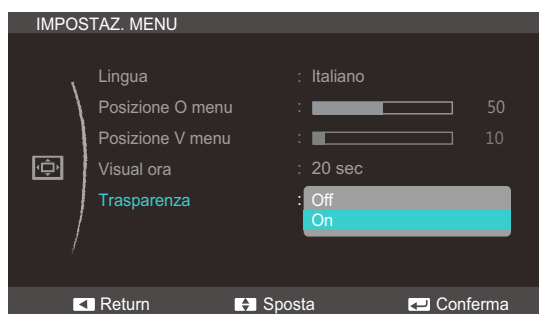 IMPOSTAZ. MENU
Lingua : Italiano
Posizione O menu : 50
Posizione V menu : 10
Visual ora : 20 sec
Trasparenza : Off
On
Return Sposta Conferma